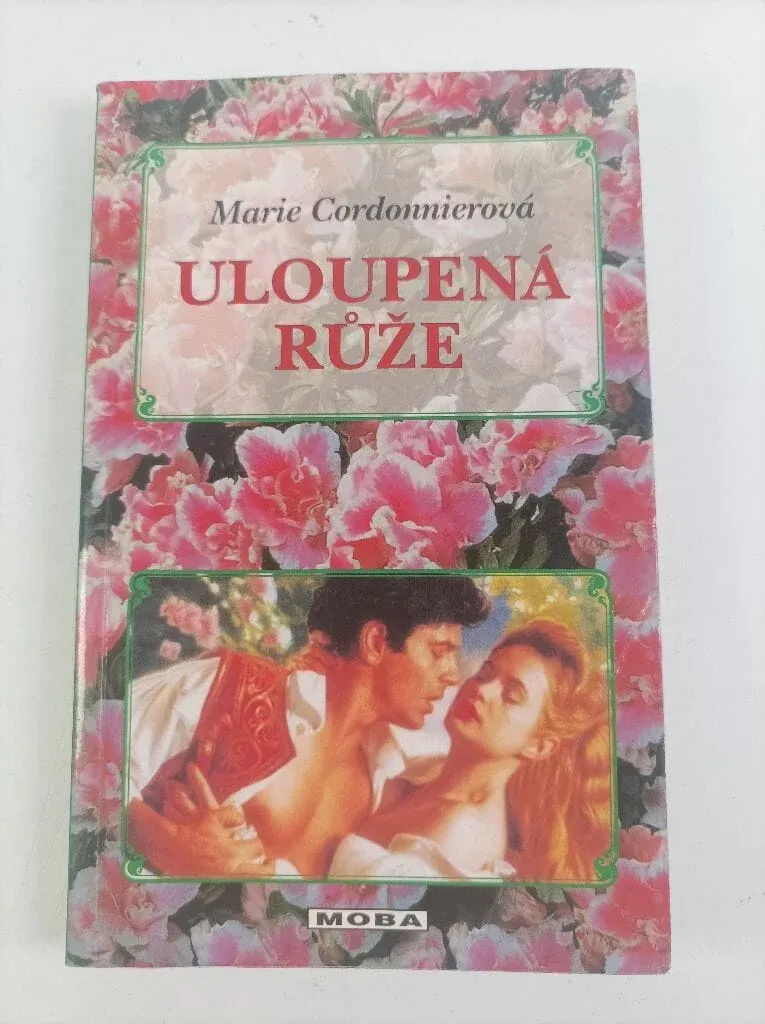 Marie Cordonnierová
ULOUPENÁ
RŮŽE
MOBA